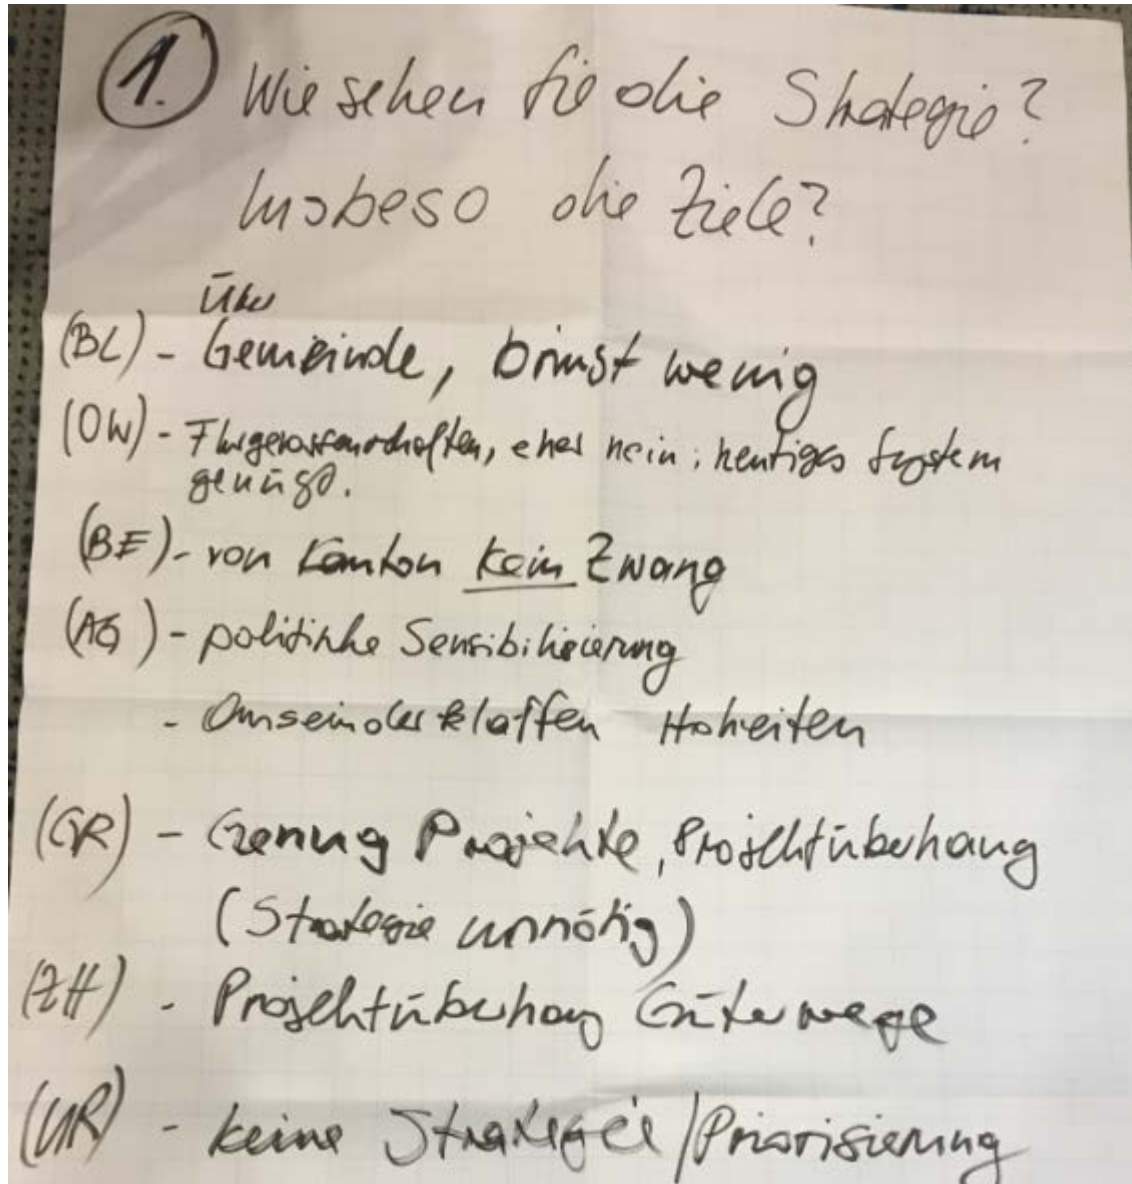 1. Wie sehen Sie die Strategie?
Insbeso die Ziele?
Über
(BL) - Gemeinde, bringt wenig
(OW) - Flurgenossenschaften, eher nein; heutiges System
genügt.
(BE) - von Kanton kein Zwang
(AG) - politische Sensibilisierung
- Auseinderklaffen Hoheiten
(GR) - Genug Projekte, Projektüberhang
(Strategie unnötig)
(ZH) - Projektüberhang Güterwege
(UR) - keine Strategie / Priorisierung